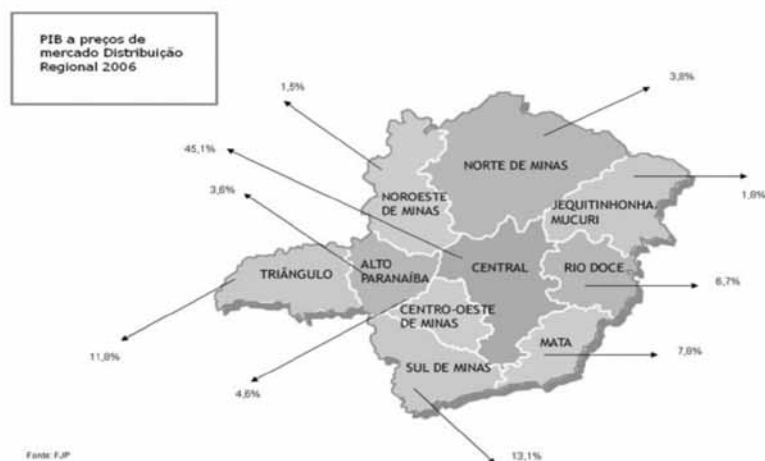 PIB a preços de
mercado Distribuição
Regional 2006
1,5%
3,8%
45,1%
NORTE DE MINAS
3,6%
NOROESTE
DE MINAS
1,8%
JEQUITINHONHA
MUCURI
ALTO
PARANAÍBA
TRIÂNGULO
CENTRAL
RIO DOCE
6,7%
CENTRO-OESTE
DE MINAS
MATA
11,8%
7,8%
4,6%
SUL DE MINAS
13,1%
Fonte: FJP